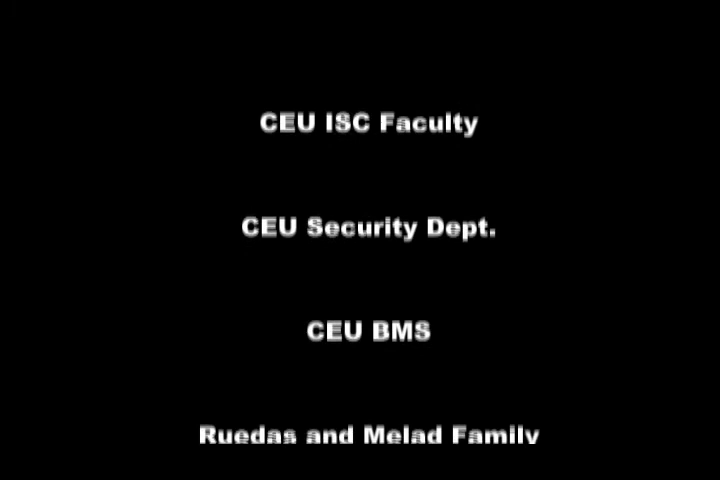 CEU ISC Faculty
CEU Security Dept.
CEU BMS
Ruedas and Melad Family